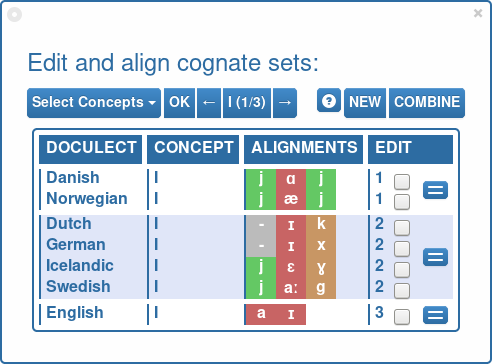 Edit and align cognate sets:
Select Concepts OK ← I (1/3) → ? NEW COMBINE
DOCULECT CONCEPT ALIGNMENTS EDIT
Danish I j ɑ j 1
Norwegian I j æ j 1
Dutch I - ɪ k 2
German I - ɪ x 2
Icelandic I j ɛ ɣ 2
Swedish I j aː g 2
English I a ɪ 3